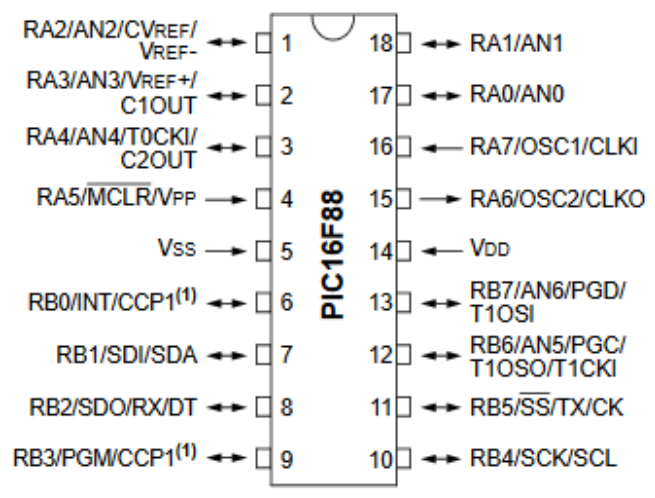 RA2/AN2/CVREF/
VREF-
1
18
RA1/AN1
RA3/AN3/VREF+/
C1OUT
2
17
RA0/AN0
RA4/AN4/T0CKI/
C2OUT
3
16
RA7/OSC1/CLKI
RA5/MCLR/VPP
4
15
RA6/OSC2/CLKO
VSS
5
14
VDD
PIC16F88
RB0/INT/CCP1(1)
6
13
RB7/AN6/PGD/
T1OSI
RB1/SDI/SDA
7
12
RB6/AN5/PGC/
T1OSO/T1CKI
RB2/SDO/RX/DT
8
11
RB5/SS/TX/CK
RB3/PGM/CCP1(1)
9
10
RB4/SCK/SCL